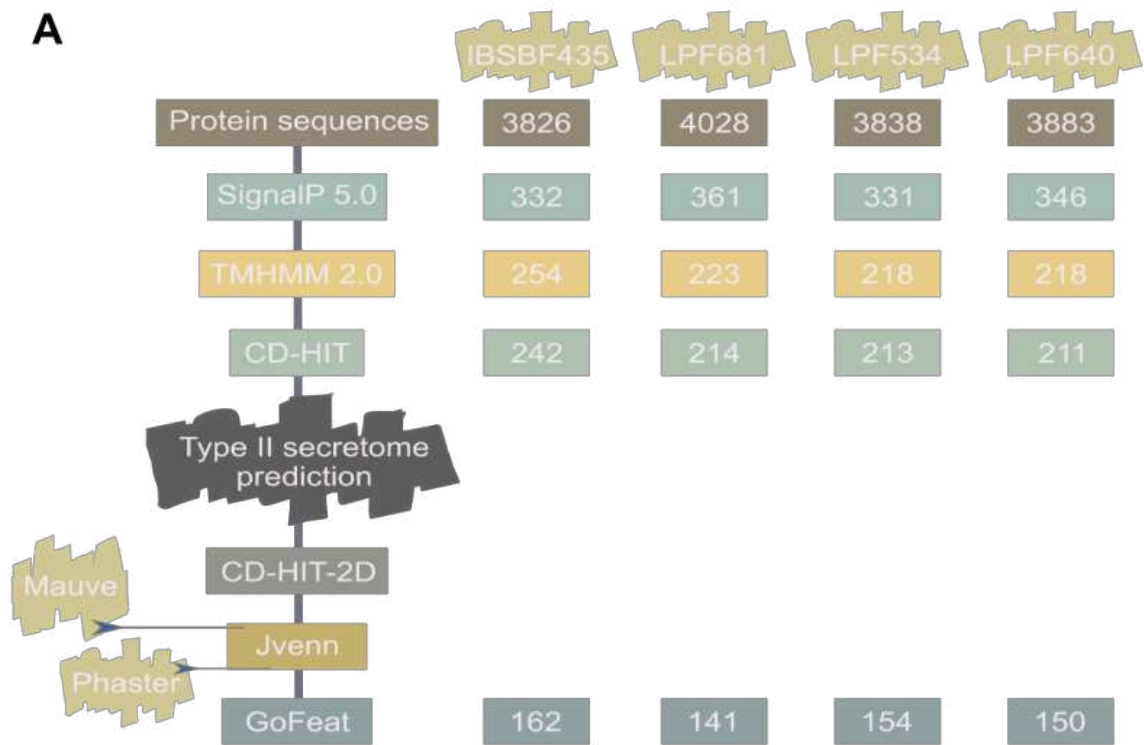 A
IBSBF435 LPF681 LPF534 LPF640
Protein sequences 3826 4028 3838 3883
SignalP 5.0 332 361 331 346
TMHMM 2.0 254 223 218 218
CD-HIT 242 214 213 211
Type II secretome
prediction
CD-HIT-2D
Mauve
Jvenn
Phaster
GoFeat 162 141 154 150